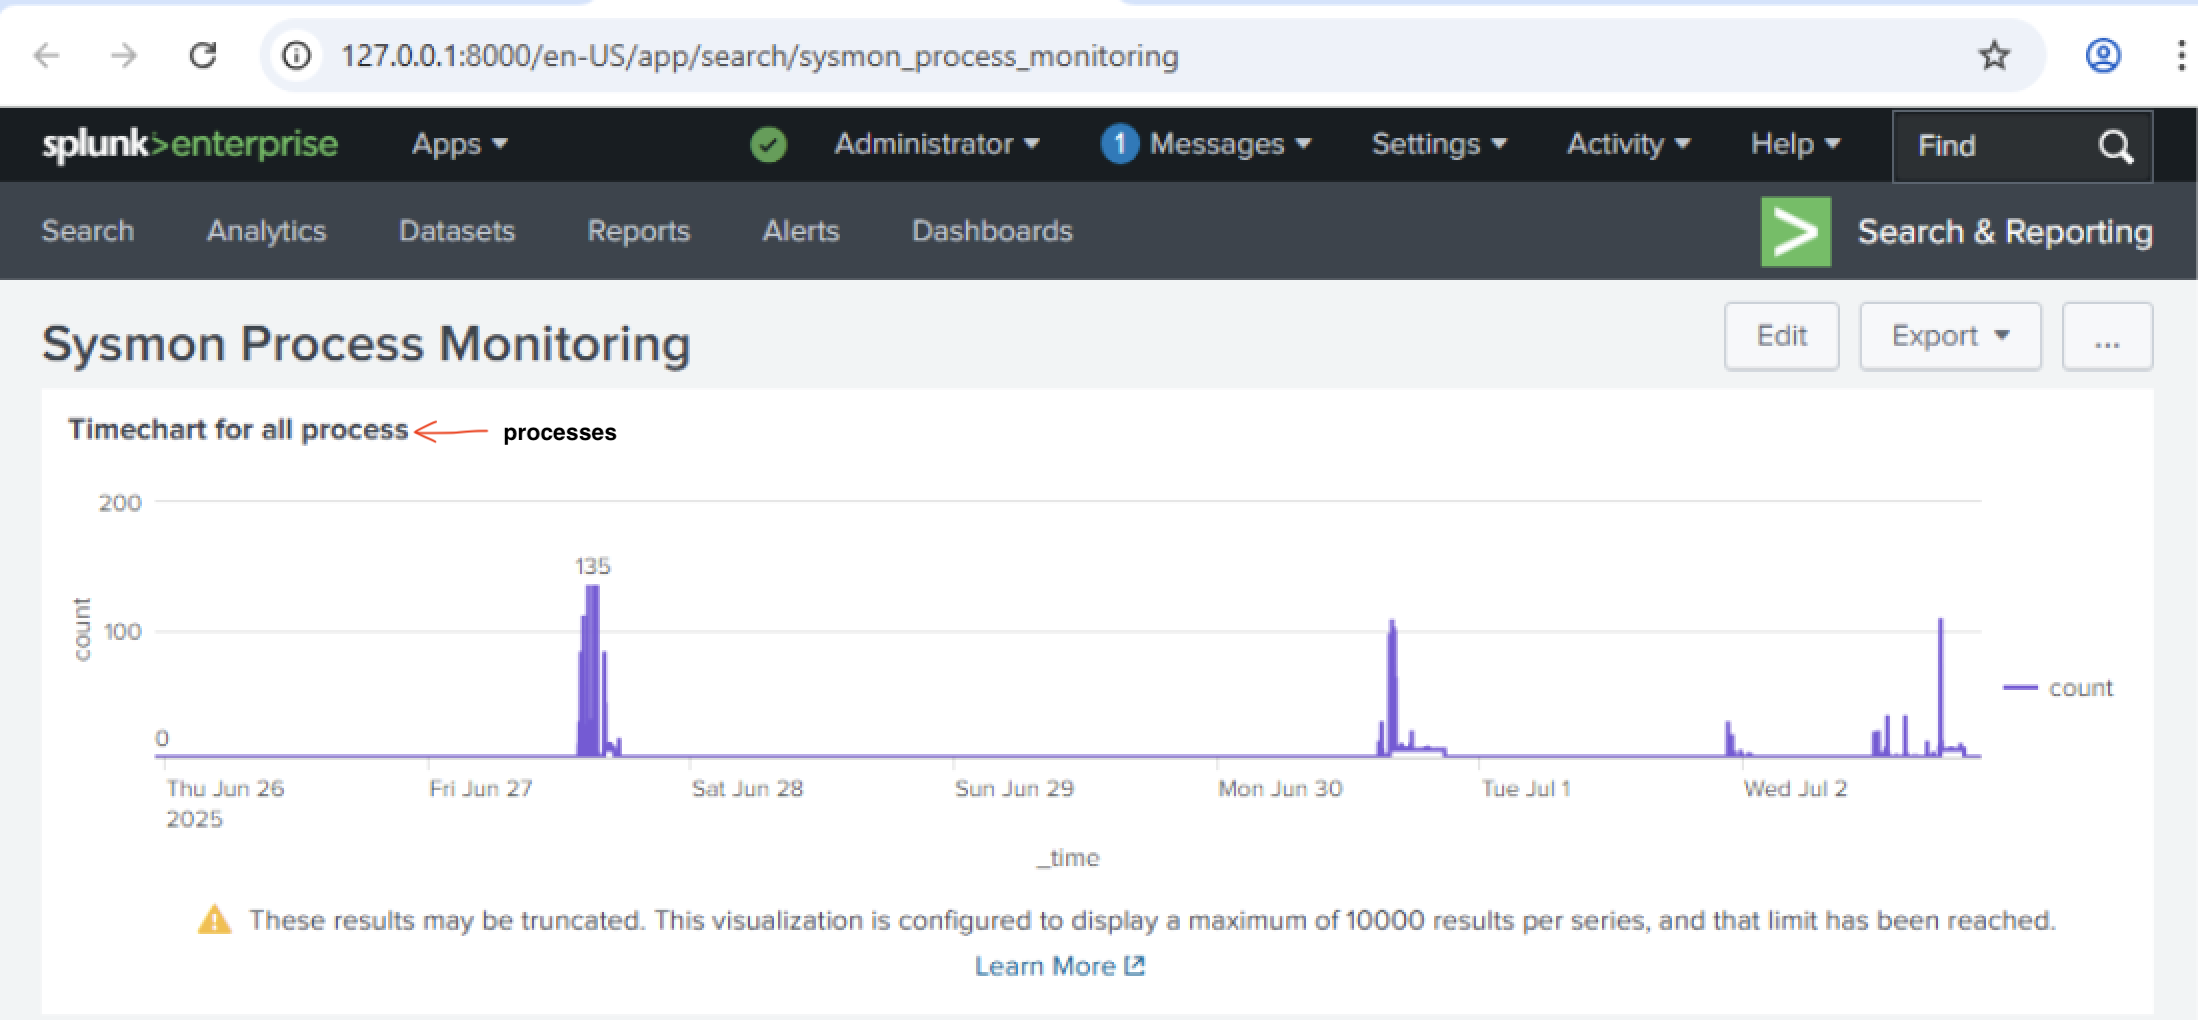 127.0.0.1:8000/en-US/app/search/sysmon_process_monitoring
splunk>enterprise Apps Administrator 1 Messages Settings Activity Help Find
Search Analytics Datasets Reports Alerts Dashboards Search & Reporting
Sysmon Process Monitoring Edit Export ...
Timechart for all process processes
200
135
count
100
count
0
Thu Jun 26 Fri Jun 27 Sat Jun 28 Sun Jun 29 Mon Jun 30 Tue Jul 1 Wed Jul 2
2025
_time
These results may be truncated. This visualization is configured to display a maximum of 10000 results per series, and that limit has been reached.
Learn More